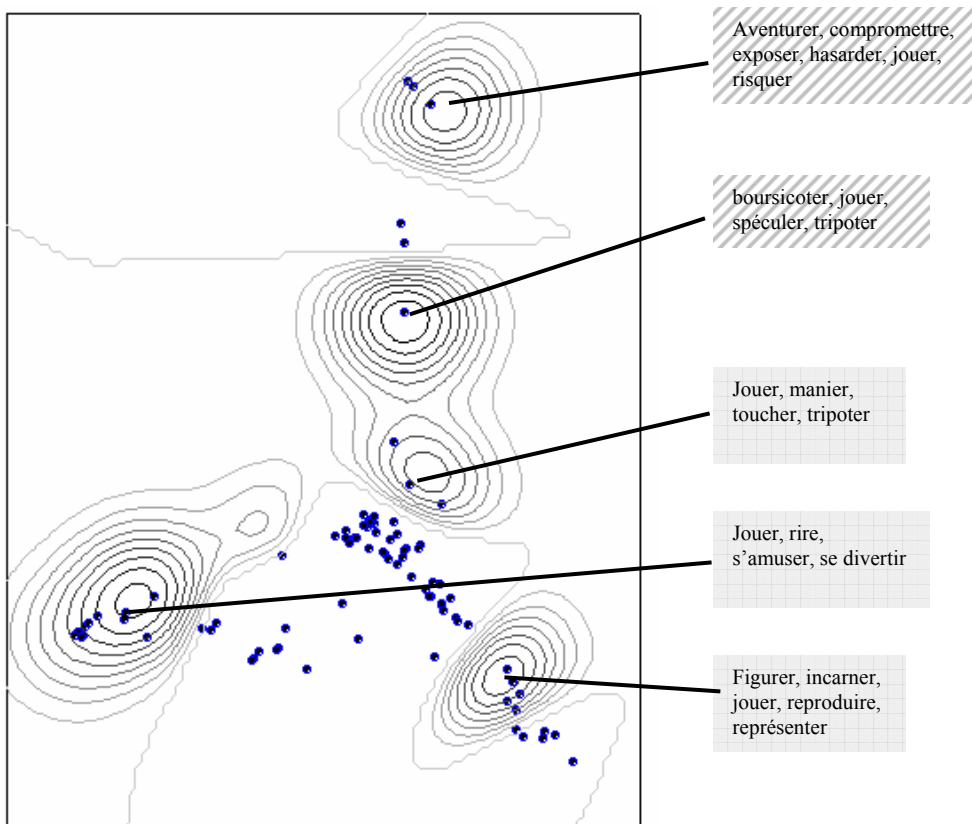 Aventurer, compromettre,
exposer, hasarder, jouer,
risquer
boursicoter, jouer,
spéculer, tripoter
Jouer, manier,
toucher, tripoter
Jouer, rire,
s’amuser, se divertir
Figurer, incarner,
jouer, reproduire,
représenter